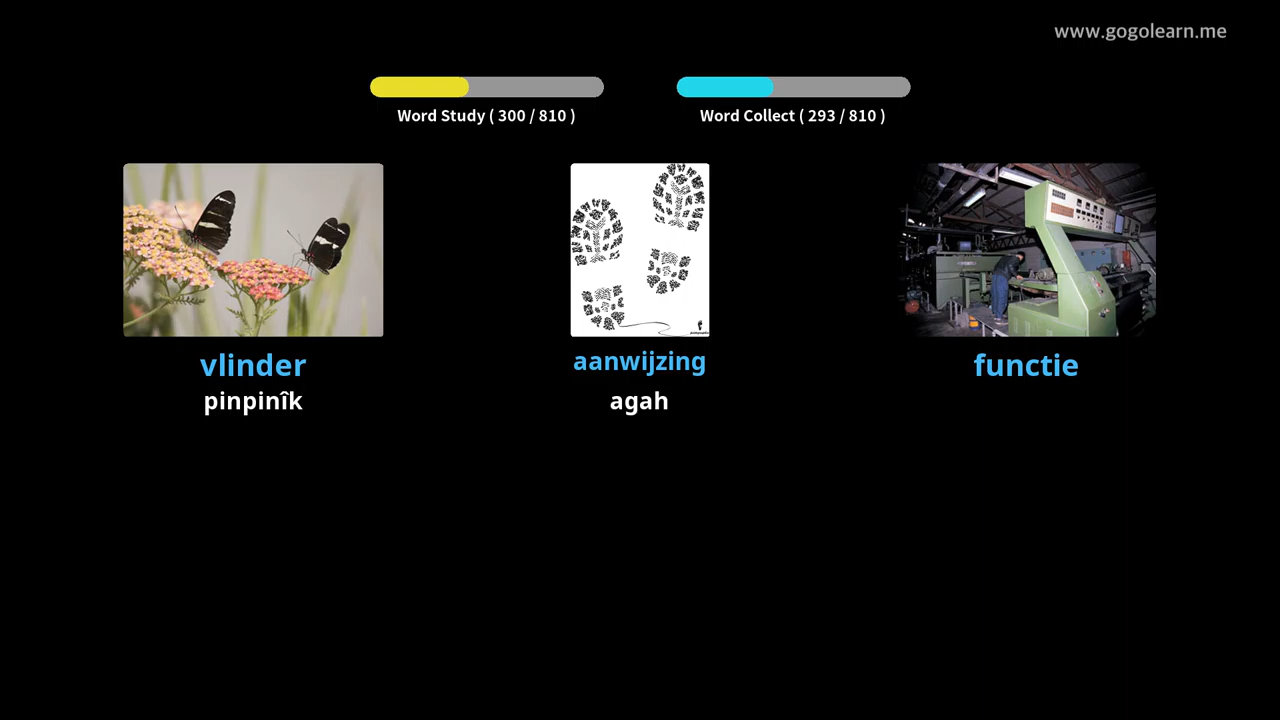 www.gogolearn.me
Word Study ( 300 / 810 )
Word Collect ( 293 / 810 )
vlinder
aanwijzing
functie
pinpinîk
agah